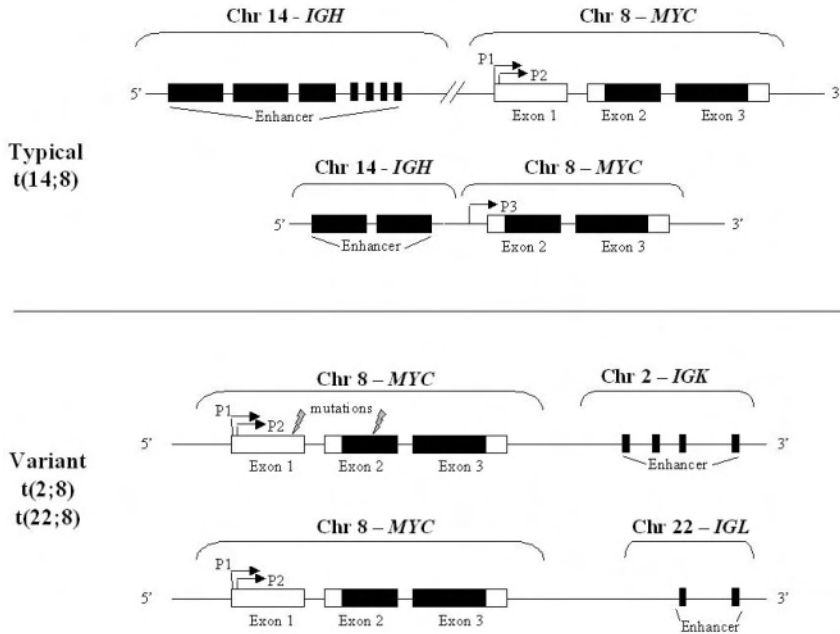 Chr 14 - IGH Chr 8 – MYC
P1
P2
5' 3'
Enhancer Exon 1 Exon 2 Exon 3
Typical
t(14;8)
Chr 14 - IGH Chr 8 – MYC
P3
5' 3'
Enhancer Exon 2 Exon 3
Chr 8 – MYC Chr 2 – IGK
P1 mutations
P2
5' 3'
Exon 1 Exon 2 Exon 3 Enhancer
Variant
t(2;8)
t(22;8)
Chr 8 – MYC Chr 22 – IGL
P1
P2
5' 3'
Exon 1 Exon 2 Exon 3 Enhancer